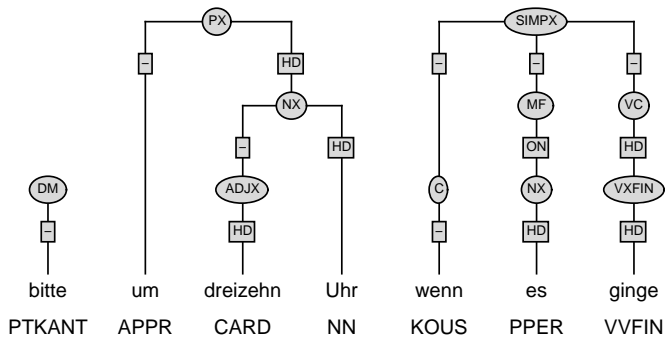 PX SIMPX
– HD – – –
NX MF VC
– HD ON HD
DM ADJX C NX VXFIN
– HD – HD HD
bitte um dreizehn Uhr wenn es ginge
PTKANT APPR CARD NN KOUS PPER VVFIN